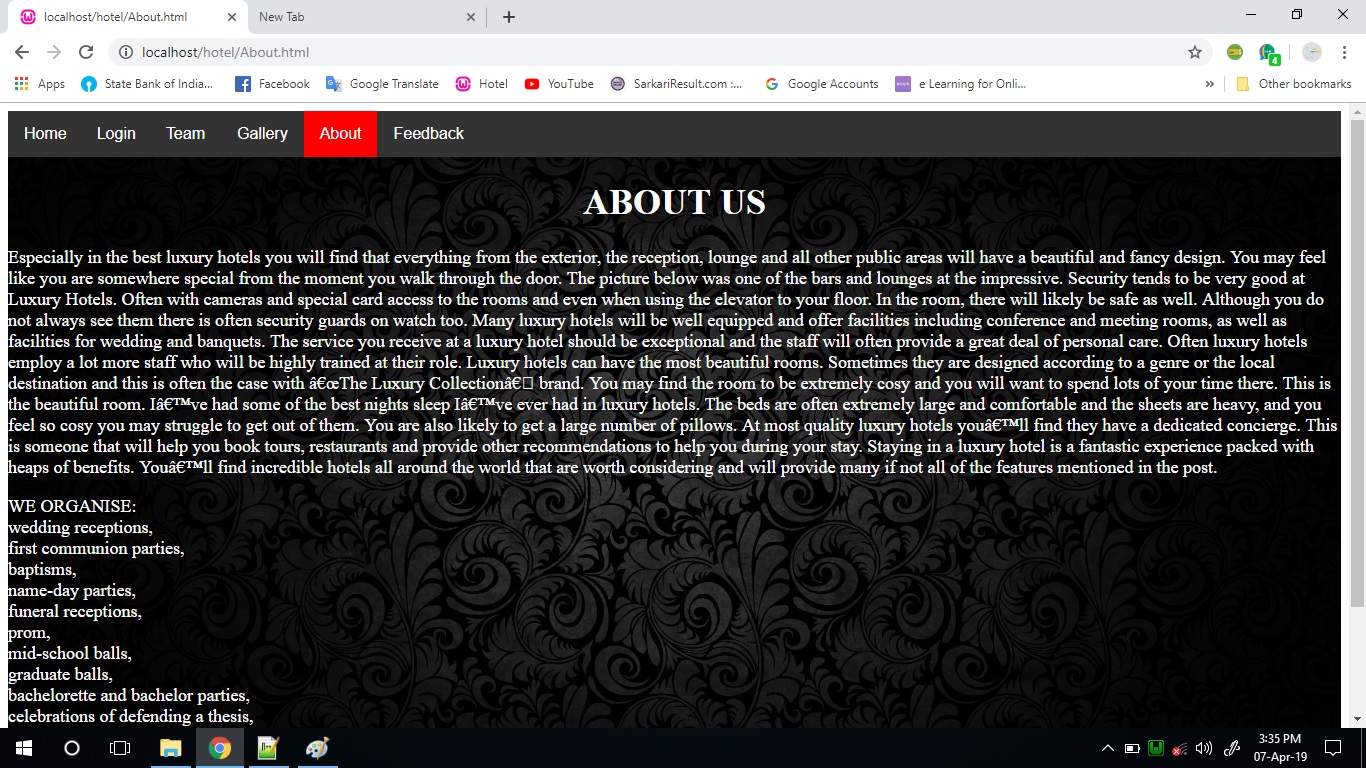 localhost/hotel/About.html
New Tab
localhost/hotel/About.html
Apps
State Bank of India...
Facebook
Google Translate
Hotel
YouTube
SarkariResult.com :...
Google Accounts
e Learning for Onli...
»
Other bookmarks
4
Home Login Team Gallery About Feedback
ABOUT US
Especially in the best luxury hotels you will find that everything from the exterior, the reception, lounge and all other public areas will have a beautiful and fancy design. You may feel
like you are somewhere special from the moment you walk through the door. The picture below was one of the bars and lounges at the impressive. Security tends to be very good at
Luxury Hotels. Often with cameras and special card access to the rooms and even when using the elevator to your floor. In the room, there will likely be safe as well. Although you do
not always see them there is often security guards on watch too. Many luxury hotels will be well equipped and offer facilities including conference and meeting rooms, as well as
facilities for wedding and banquets. The service you receive at a luxury hotel should be exceptional and the staff will often provide a great deal of personal care. Often luxury hotels
employ a lot more staff who will be highly trained at their role. Luxury hotels can have the most beautiful rooms. Sometimes they are designed according to a genre or the local
destination and this is often the case with â€œThe Luxury Collectionâ€□ brand. You may find the room to be extremely cosy and you will want to spend lots of your time there. This is
the beautiful room. Iâ€™ve had some of the best nights sleep Iâ€™ve ever had in luxury hotels. The beds are often extremely large and comfortable and the sheets are heavy, and you
feel so cosy you may struggle to get out of them. You are also likely to get a large number of pillows. At most quality luxury hotels youâ€™ll find they have a dedicated concierge. This
is someone that will help you book tours, restaurants and provide other recommendations to help you during your stay. Staying in a luxury hotel is a fantastic experience packed with
heaps of benefits. Youâ€™ll find incredible hotels all around the world that are worth considering and will provide many if not all of the features mentioned in the post.
WE ORGANISE:
wedding receptions,
first communion parties,
baptisms,
name-day parties,
funeral receptions,
prom,
mid-school balls,
graduate balls,
bachelorette and bachelor parties,
celebrations of defending a thesis,
3:35 PM
07-Apr-19